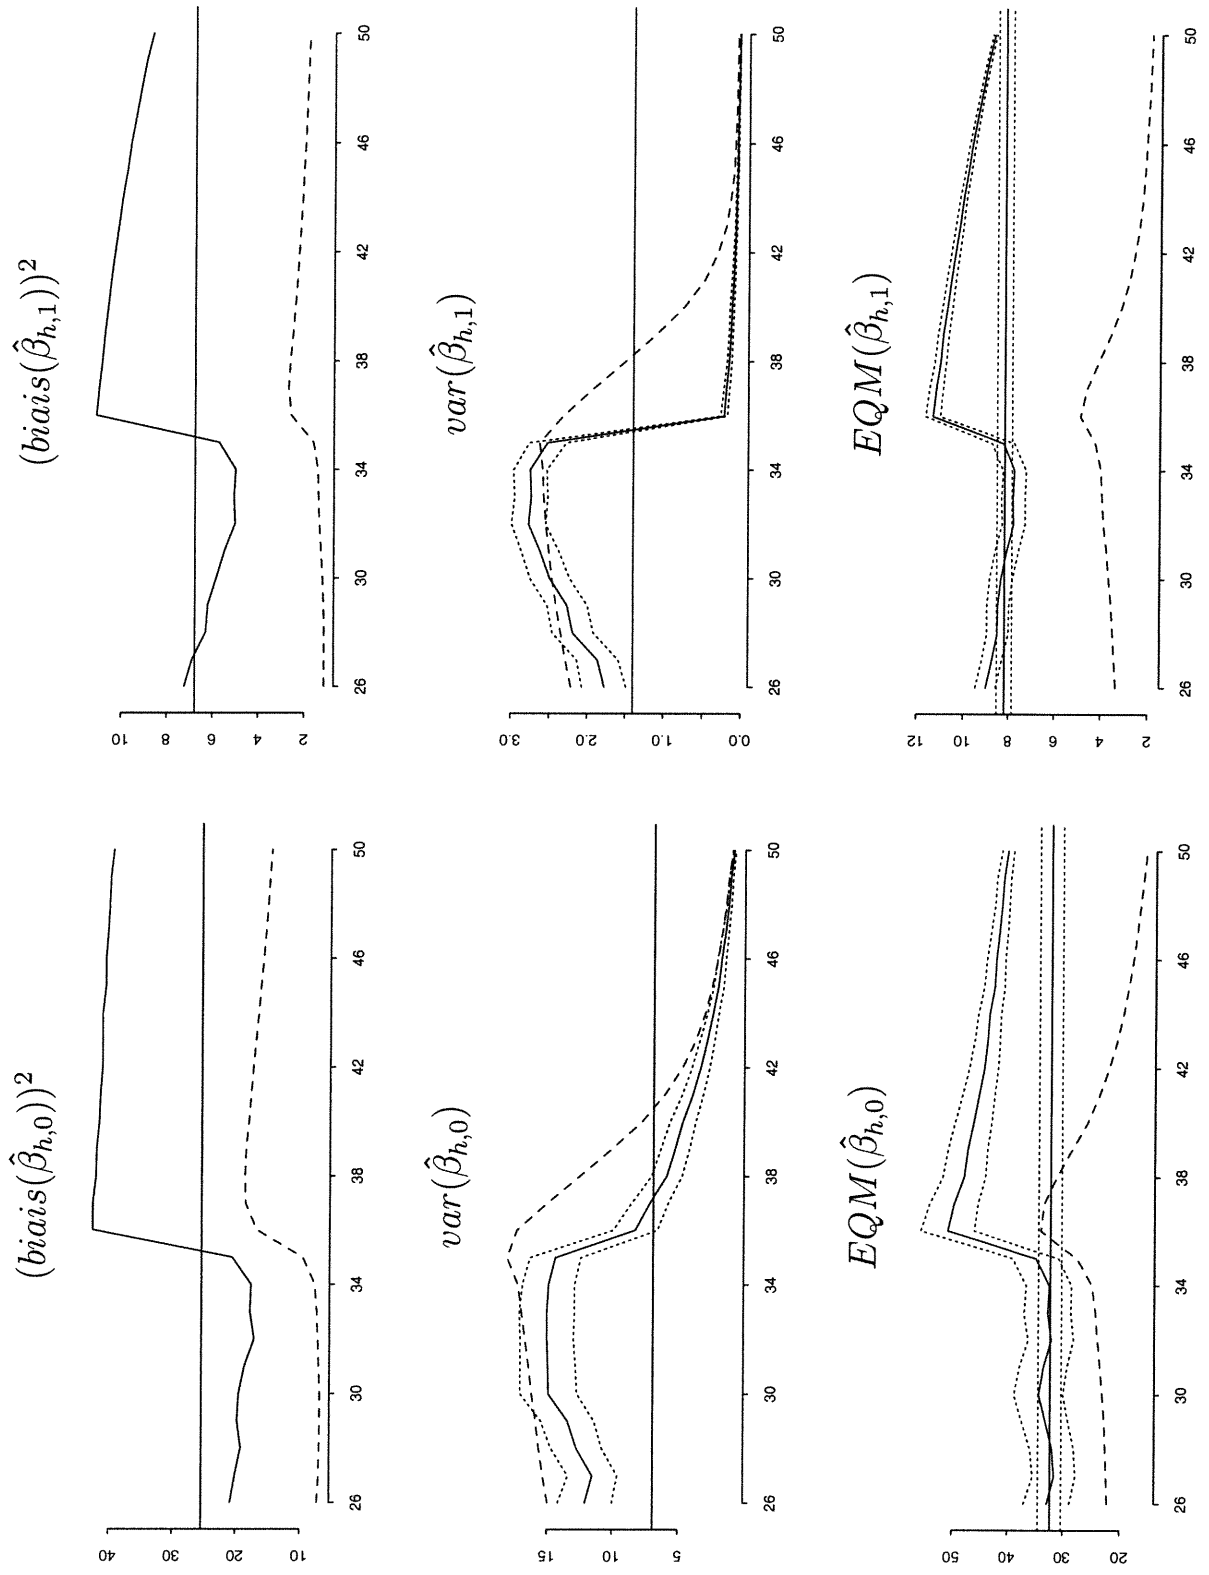 (biais(β̂h,0))²
10 20 30 40
26 30 34 38 42 46 50
(biais(β̂h,1))²
2 4 6 8 10
26 30 34 38 42 46 50
var(β̂h,0)
5 10 15
26 30 34 38 42 46 50
var(β̂h,1)
0.0 1.0 2.0 3.0
26 30 34 38 42 46 50
EQM(β̂h,0)
20 30 40 50
26 30 34 38 42 46 50
EQM(β̂h,1)
2 4 6 8 10 12
26 30 34 38 42 46 50